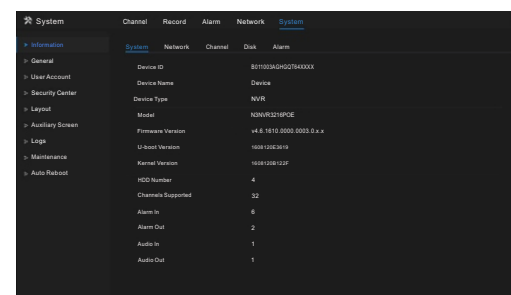 System Channel Record Alarm Network System
Information
General
User Account
Security Center
Layout
Auxiliary Screen
Logs
Maintenance
Auto Reboot
System Network Channel Disk Alarm
Device ID B011003AGHGQT64XXXX
Device Name Device
Device Type NVR
Model N3NVR3216POE
Firmware Version v4.6.1610.0000.0003.0.x.x
U-boot Version 1608120E3619
Kernel Version 1608120B122F
HDD Number 4
Channels Supported 32
Alarm In 6
Alarm Out 2
Audio In 1
Audio Out 1